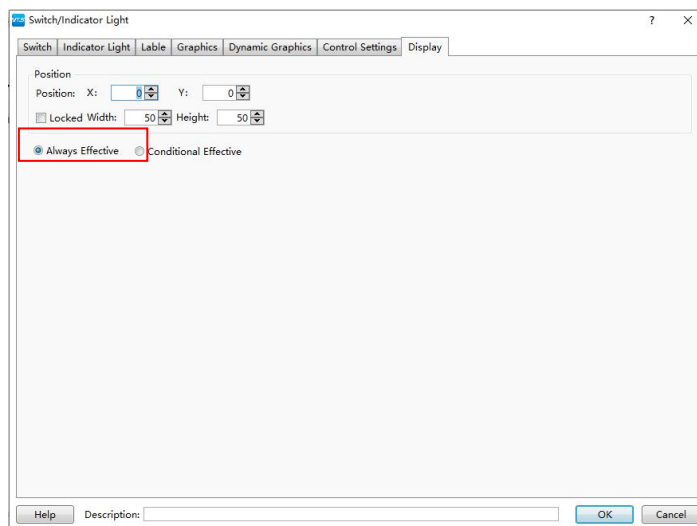 Switch/Indicator Light ? X
Switch Indicator Light Lable Graphics Dynamic Graphics Control Settings Display
Position
Position: X: 0 Y: 0
Locked Width: 50 Height: 50
Always Effective Conditional Effective
Help Description: OK Cancel